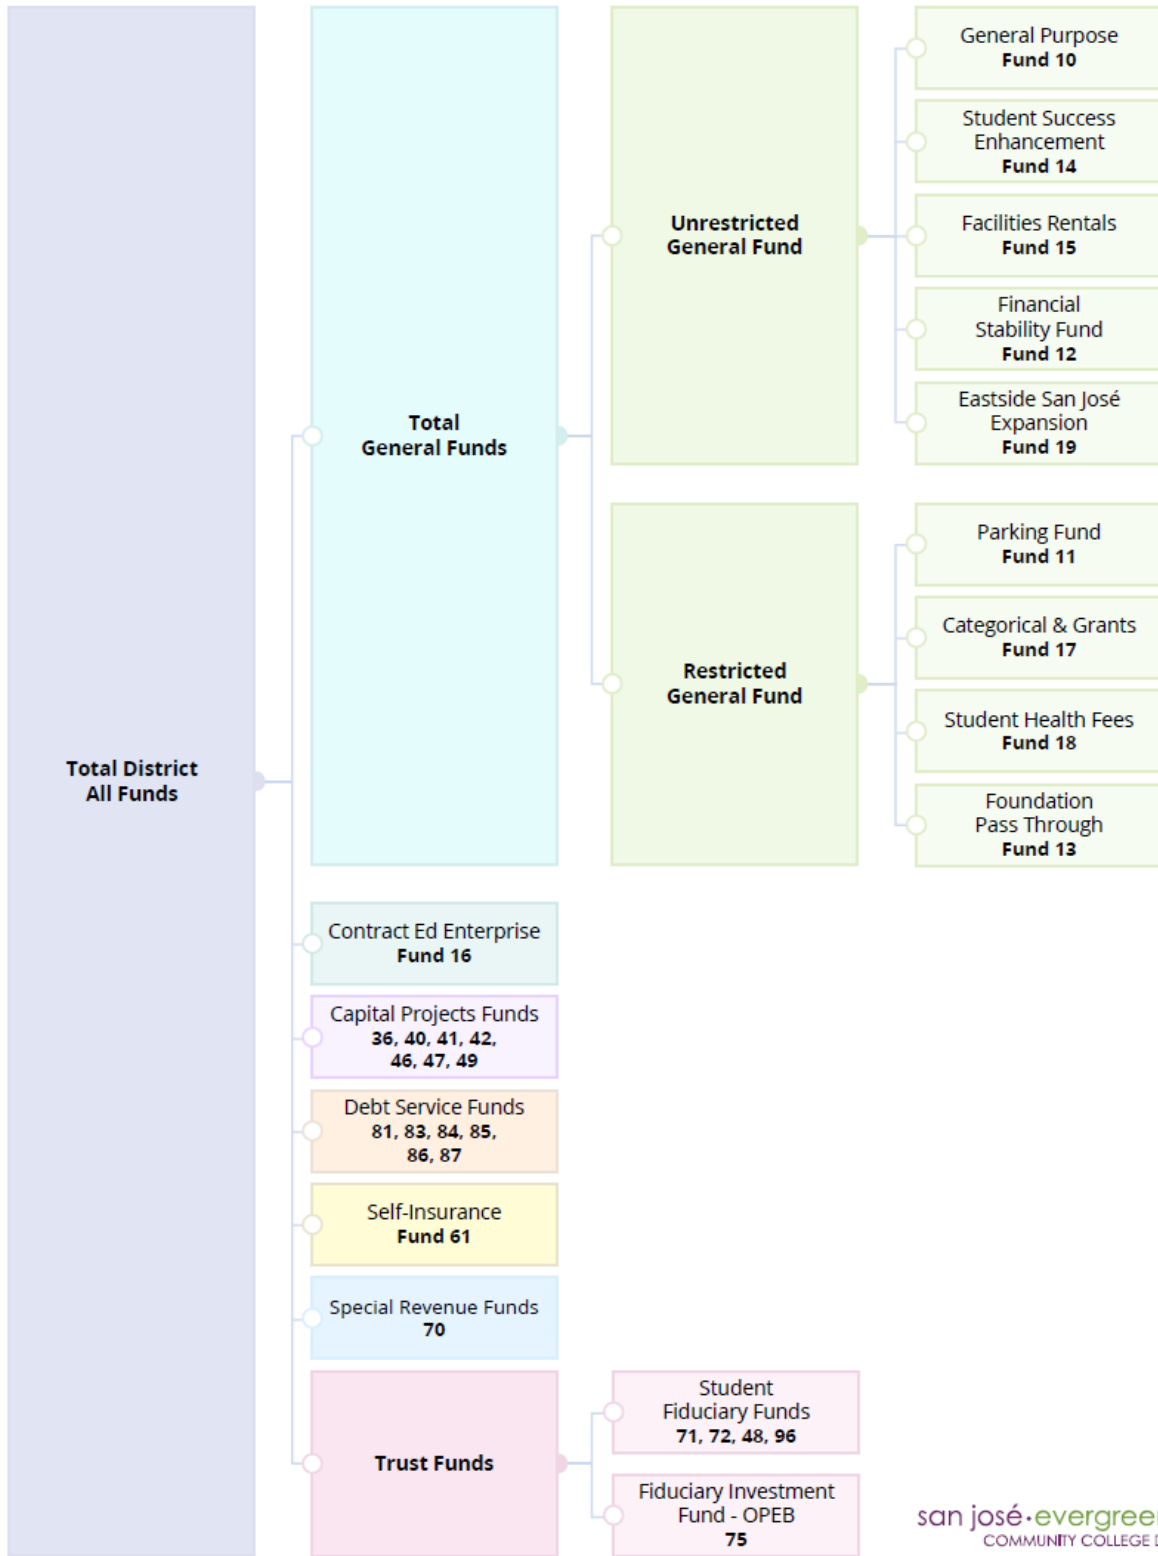 Total District
All Funds
Total
General Funds
Unrestricted
General Fund
General Purpose
Fund 10
Student Success
Enhancement
Fund 14
Facilities Rentals
Fund 15
Financial
Stability Fund
Fund 12
Eastside San José
Expansion
Fund 19
Restricted
General Fund
Parking Fund
Fund 11
Categorical & Grants
Fund 17
Student Health Fees
Fund 18
Foundation
Pass Through
Fund 13
Contract Ed Enterprise
Fund 16
Capital Projects Funds
36, 40, 41, 42,
46, 47, 49
Debt Service Funds
81, 83, 84, 85,
86, 87
Self-Insurance
Fund 61
Special Revenue Funds
70
Trust Funds
Student
Fiduciary Funds
71, 72, 48, 96
Fiduciary Investment
Fund - OPEB
75
san josé·evergreen
COMMUNITY COLLEGE D